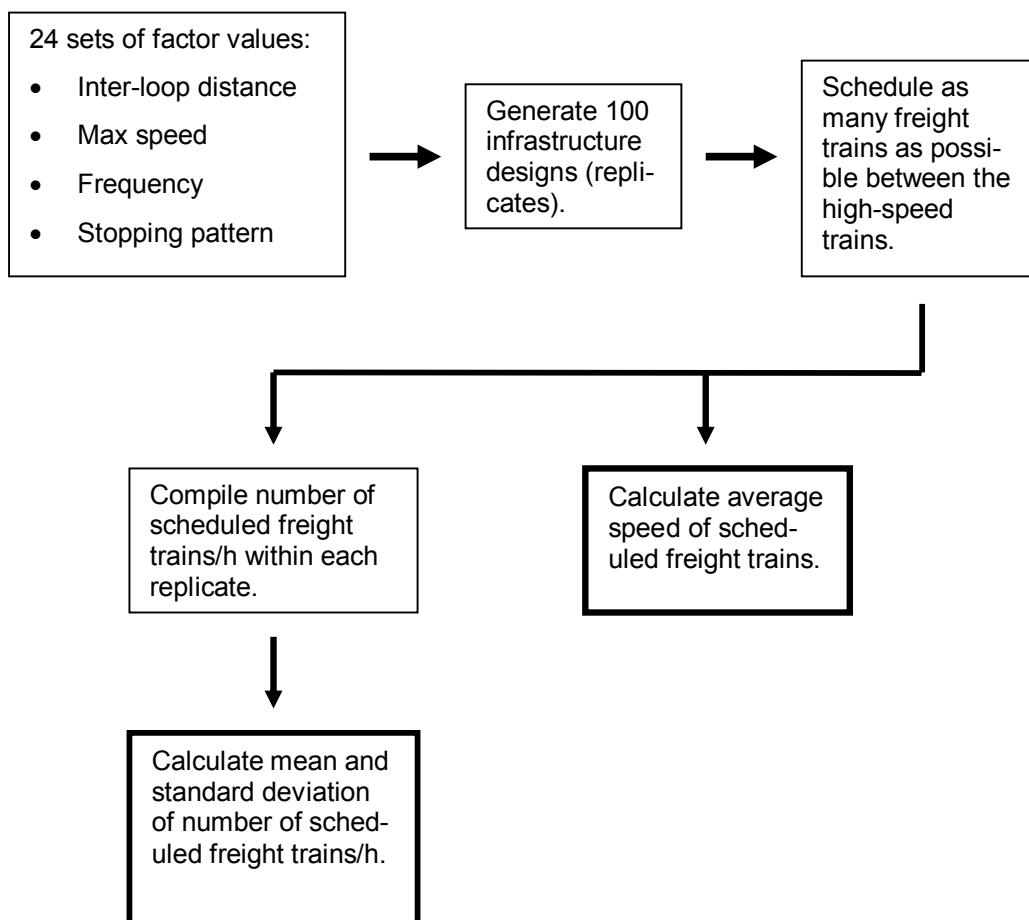 24 sets of factor values:
• Inter-loop distance
• Max speed
• Frequency
• Stopping pattern
Generate 100
infrastructure
designs (repli-
cates).
Schedule as
many freight
trains as possi-
ble between the
high-speed
trains.
Compile number of
scheduled freight
trains/h within each
replicate.
Calculate average
speed of sched-
uled freight trains.
Calculate mean and
standard deviation
of number of sched-
uled freight trains/h.